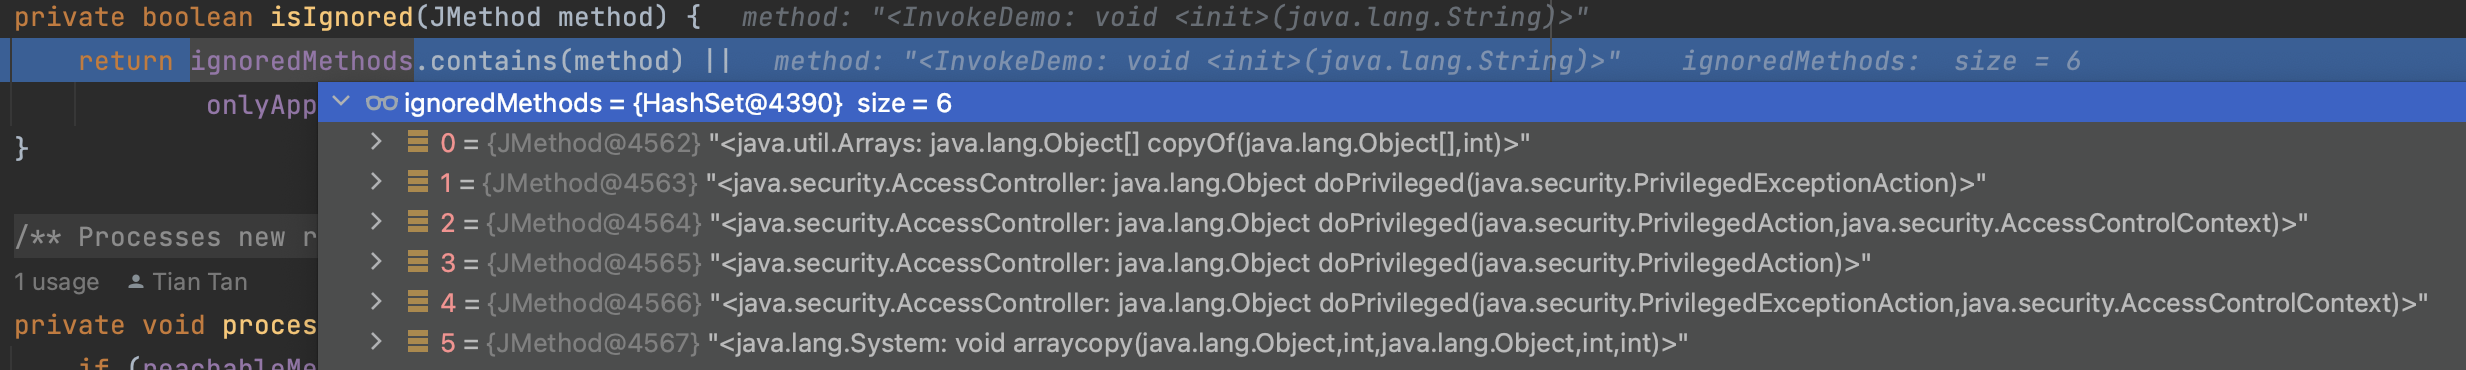 private boolean isIgnored(JMethod method) {   method: "<InvokeDemo: void <init>(java.lang.String)>"
return ignoredMethods.contains(method) ||   method: "<InvokeDemo: void <init>(java.lang.String)>"   ignoredMethods:  size = 6
onlyApp
ignoredMethods = {HashSet@4390}  size = 6
0 = {JMethod@4562} "<java.util.Arrays: java.lang.Object[] copyOf(java.lang.Object[],int)>"
}
1 = {JMethod@4563} "<java.security.AccessController: java.lang.Object doPrivileged(java.security.PrivilegedExceptionAction)>"
2 = {JMethod@4564} "<java.security.AccessController: java.lang.Object doPrivileged(java.security.PrivilegedAction,java.security.AccessControlContext)>"
/** Processes new r
3 = {JMethod@4565} "<java.security.AccessController: java.lang.Object doPrivileged(java.security.PrivilegedAction)>"
1 usage   Tian Tan
4 = {JMethod@4566} "<java.security.AccessController: java.lang.Object doPrivileged(java.security.PrivilegedExceptionAction,java.security.AccessControlContext)>"
private void proces
5 = {JMethod@4567} "<java.lang.System: void arraycopy(java.lang.Object,int,java.lang.Object,int,int)>"
if (reachableMe